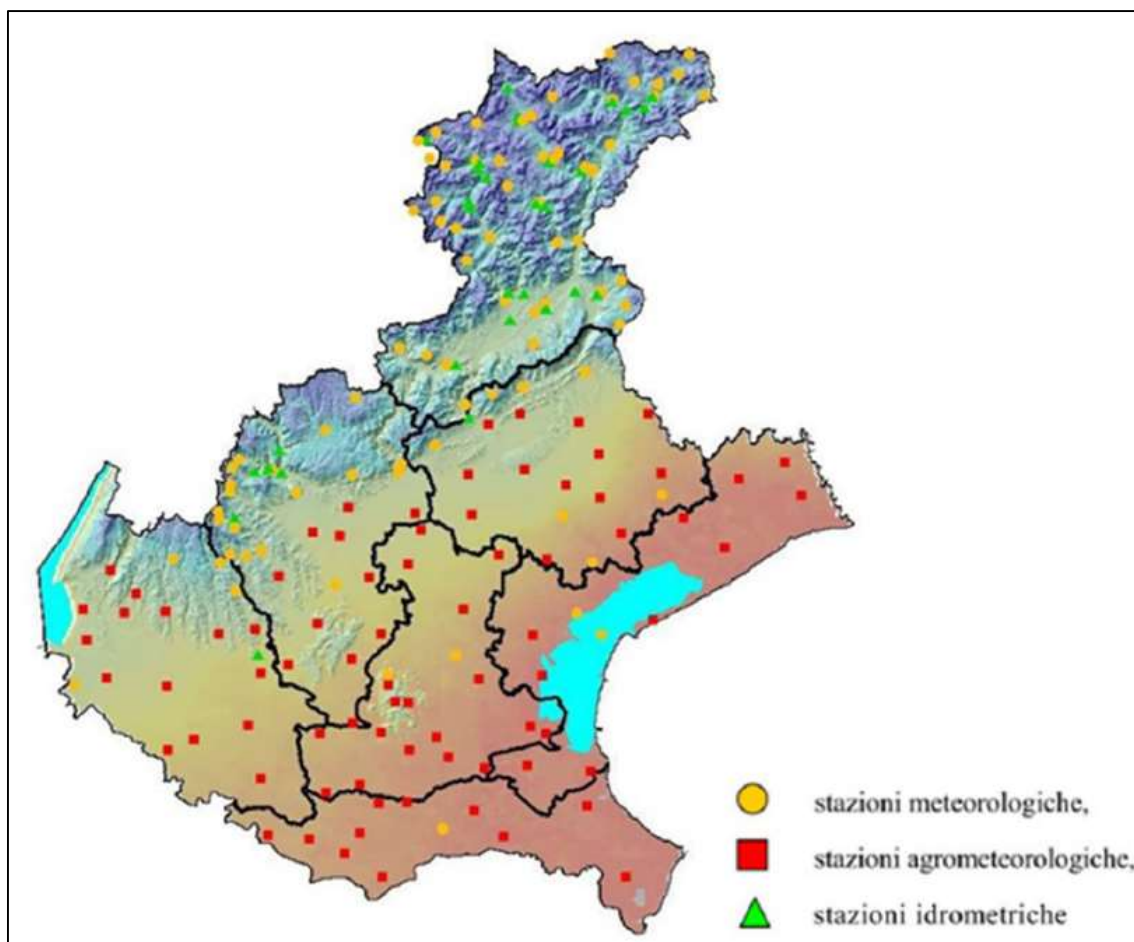 stazioni meteorologiche,
stazioni agrometeorologiche,
stazioni idrometriche